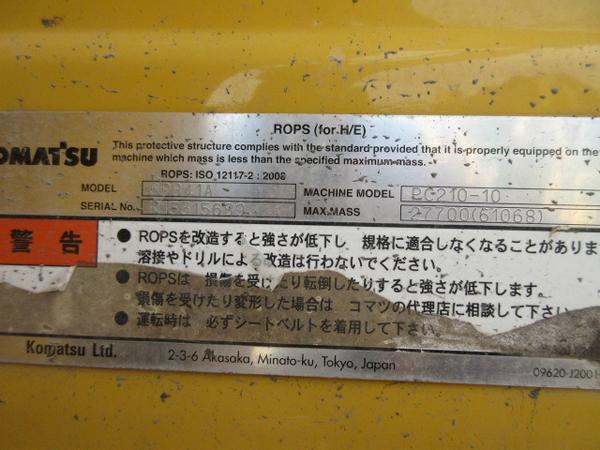 ROPS (for H/E)
OMATSU
This protective structure complies with the standard provided that it is properly equipped on the
machine which mass is less than the specified maximum mass.
ROPS: ISO 12117-2 : 2008
MODEL MACHINE MODEL PC210-10
SERIAL No. MAX.MASS 27700(61068)
警告
● ROPSを改造すると強さが低下し 規格に適合しなくなることがありま
溶接やドリルによる改造は行わないでください。
● ROPSは 損傷を受けたり転倒したりすると強さが低下します。
損傷を受けたり変形した場合は コマツの代理店に相談して下さい
● 運転時は 必ずシートベルトを着用して下さい。
Komatsu Ltd. 2-3-6 Akasaka, Minato-ku, Tokyo, Japan
09620-J200